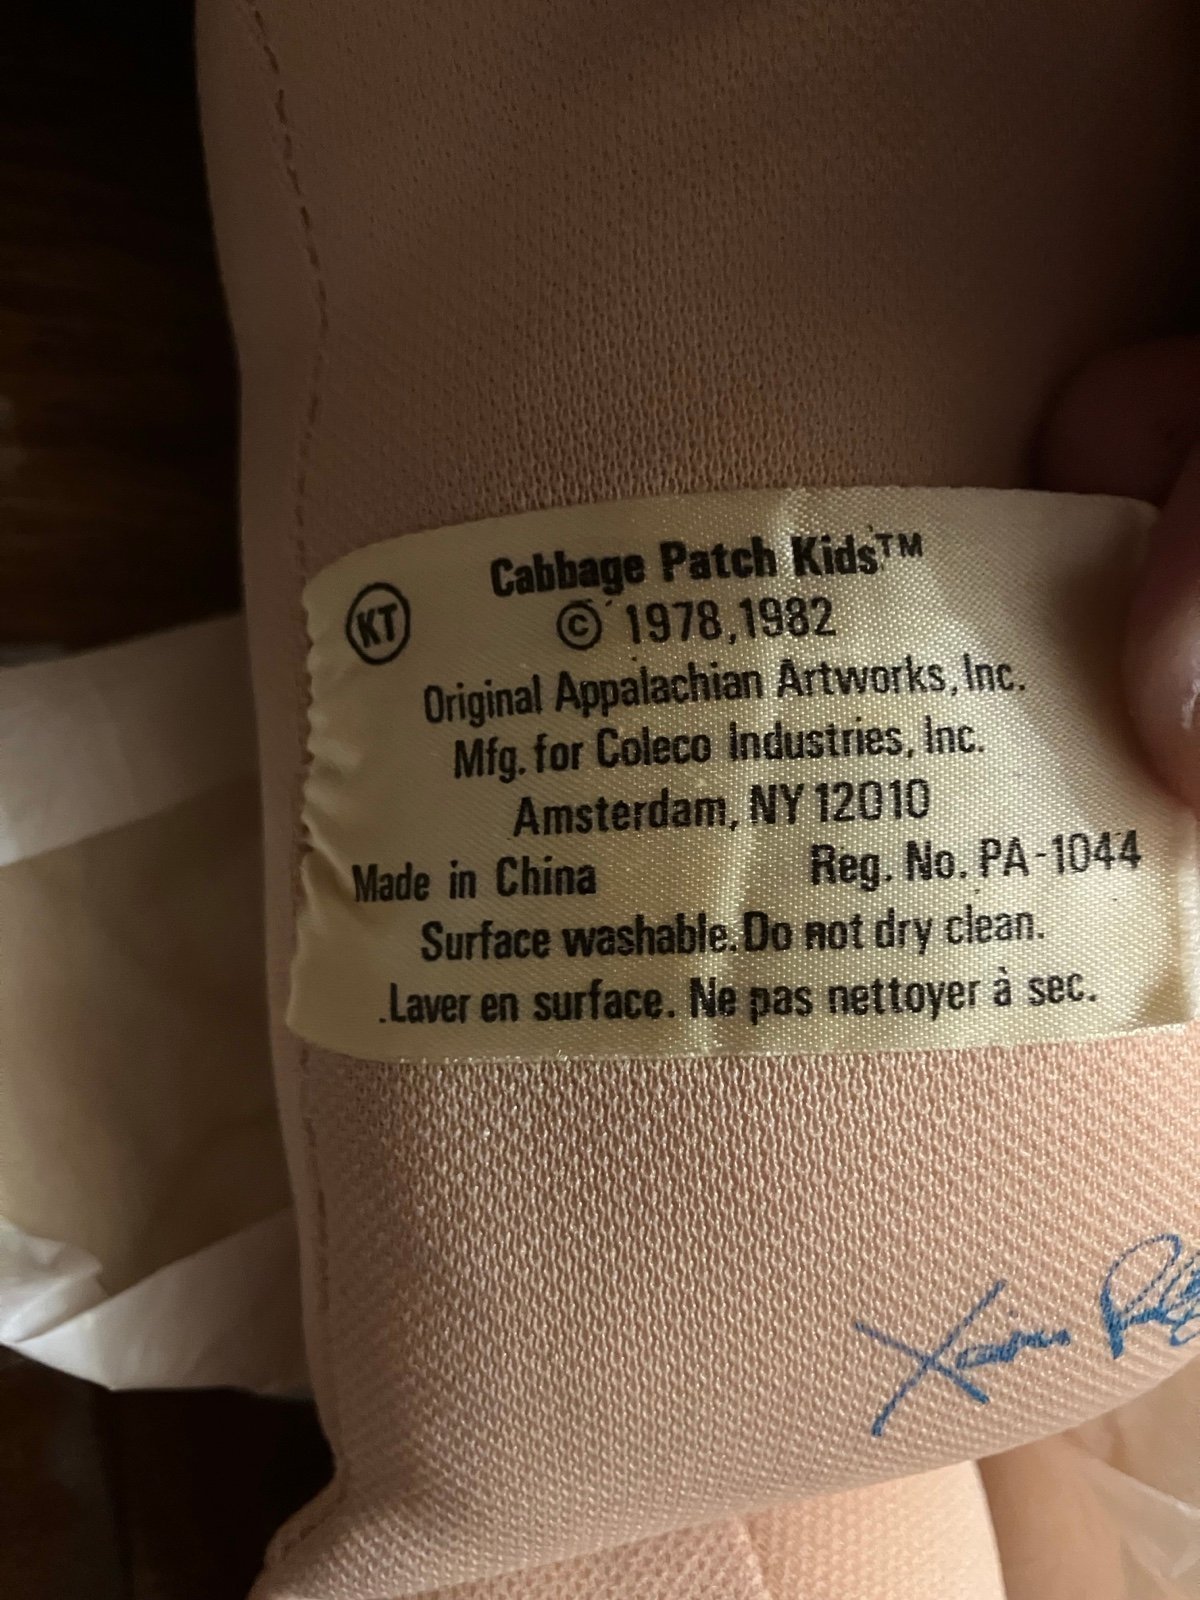 Cabbage Patch Kids™
KT
© 1978,1982
Original Appalachian Artworks, Inc.
Mfg. for Coleco Industries, Inc.
Amsterdam, NY 12010
Made in China Reg. No. PA-1044
Surface washable. Do not dry clean.
.Laver en surface. Ne pas nettoyer à sec.